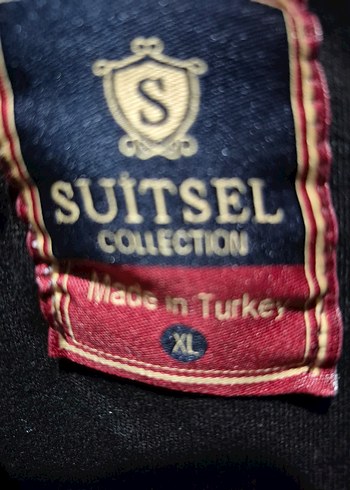 S
SUİTSEL
COLLECTION
Made in Turkey
XL